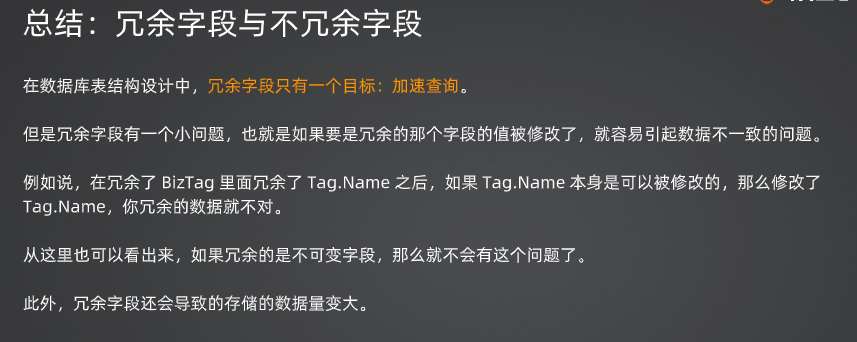 总结：冗余字段与不冗余字段
在数据库表结构设计中，冗余字段只有一个目标：加速查询。
但是冗余字段有一个小问题，也就是如果要是冗余的那个字段的值被修改了，就容易引起数据不一致的问题。
例如说，在冗余了 BizTag 里面冗余了 Tag.Name 之后，如果 Tag.Name 本身是可以被修改的，那么修改了
Tag.Name，你冗余的数据就不对。
从这里也可以看出来，如果冗余的是不可变字段，那么就不会有这个问题了。
此外，冗余字段还会导致的存储的数据量变大。